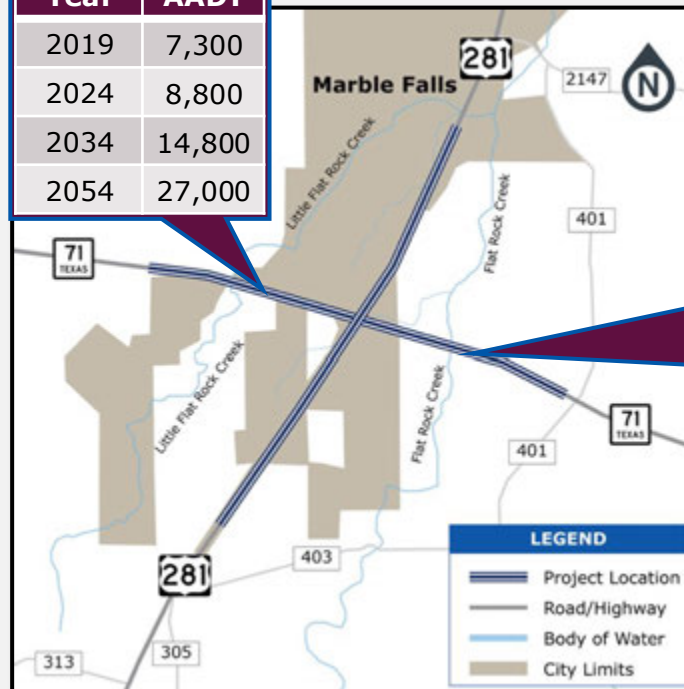 Year AADT
2019 7,300
2024 8,800
2034 14,800
2054 27,000
281
Marble Falls
2147
N
Little Flat Rock Creek
Flat Rock Creek
401
71
TEXAS
Little Flat Rock Creek
Flat Rock Creek
71
TEXAS
401
LEGEND
Project Location
Road/Highway
Body of Water
City Limits
403
281
305
313